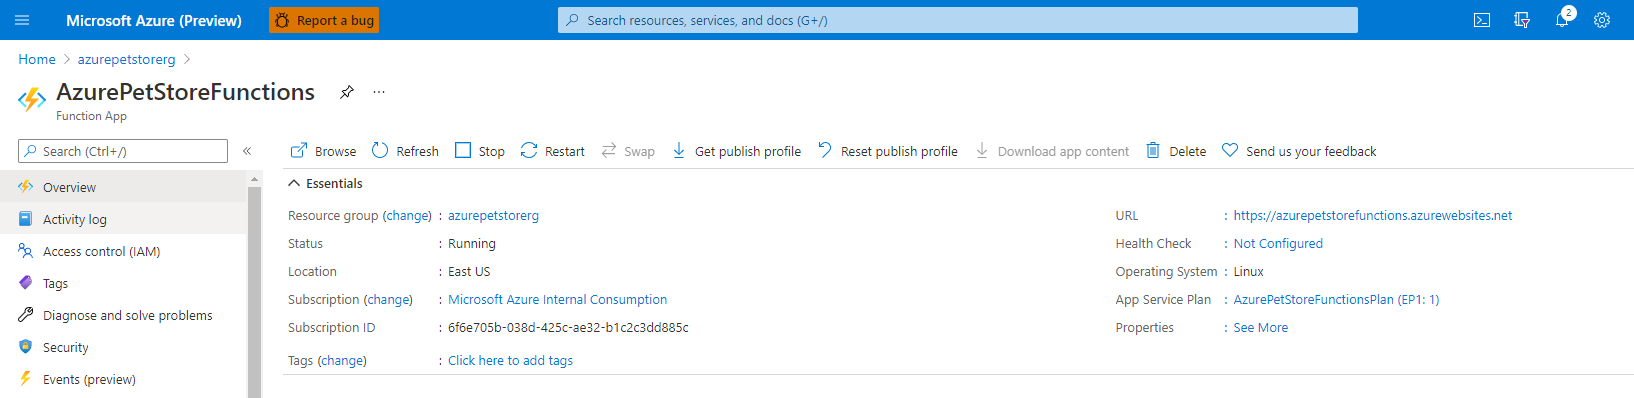 Microsoft Azure (Preview) Report a bug Search resources, services, and docs (G+/) 2
Home > azurepetstorerg >
AzurePetStoreFunctions ...
Function App
Search (Ctrl+/) «
Browse Refresh Stop Restart Swap Get publish profile Reset publish profile Download app content Delete Send us your feedback
Overview
Activity log
Access control (IAM)
Tags
Diagnose and solve problems
Security
Events (preview)
Essentials
Resource group (change) : azurepetstorerg
Status : Running
Location : East US
Subscription (change) : Microsoft Azure Internal Consumption
Subscription ID : 6f6e705b-038d-425c-ae32-b1c2c3dd885c
Tags (change) : Click here to add tags
URL : https://azurepetstorefunctions.azurewebsites.net
Health Check : Not Configured
Operating System : Linux
App Service Plan : AzurePetStoreFunctionsPlan (EP1: 1)
Properties : See More